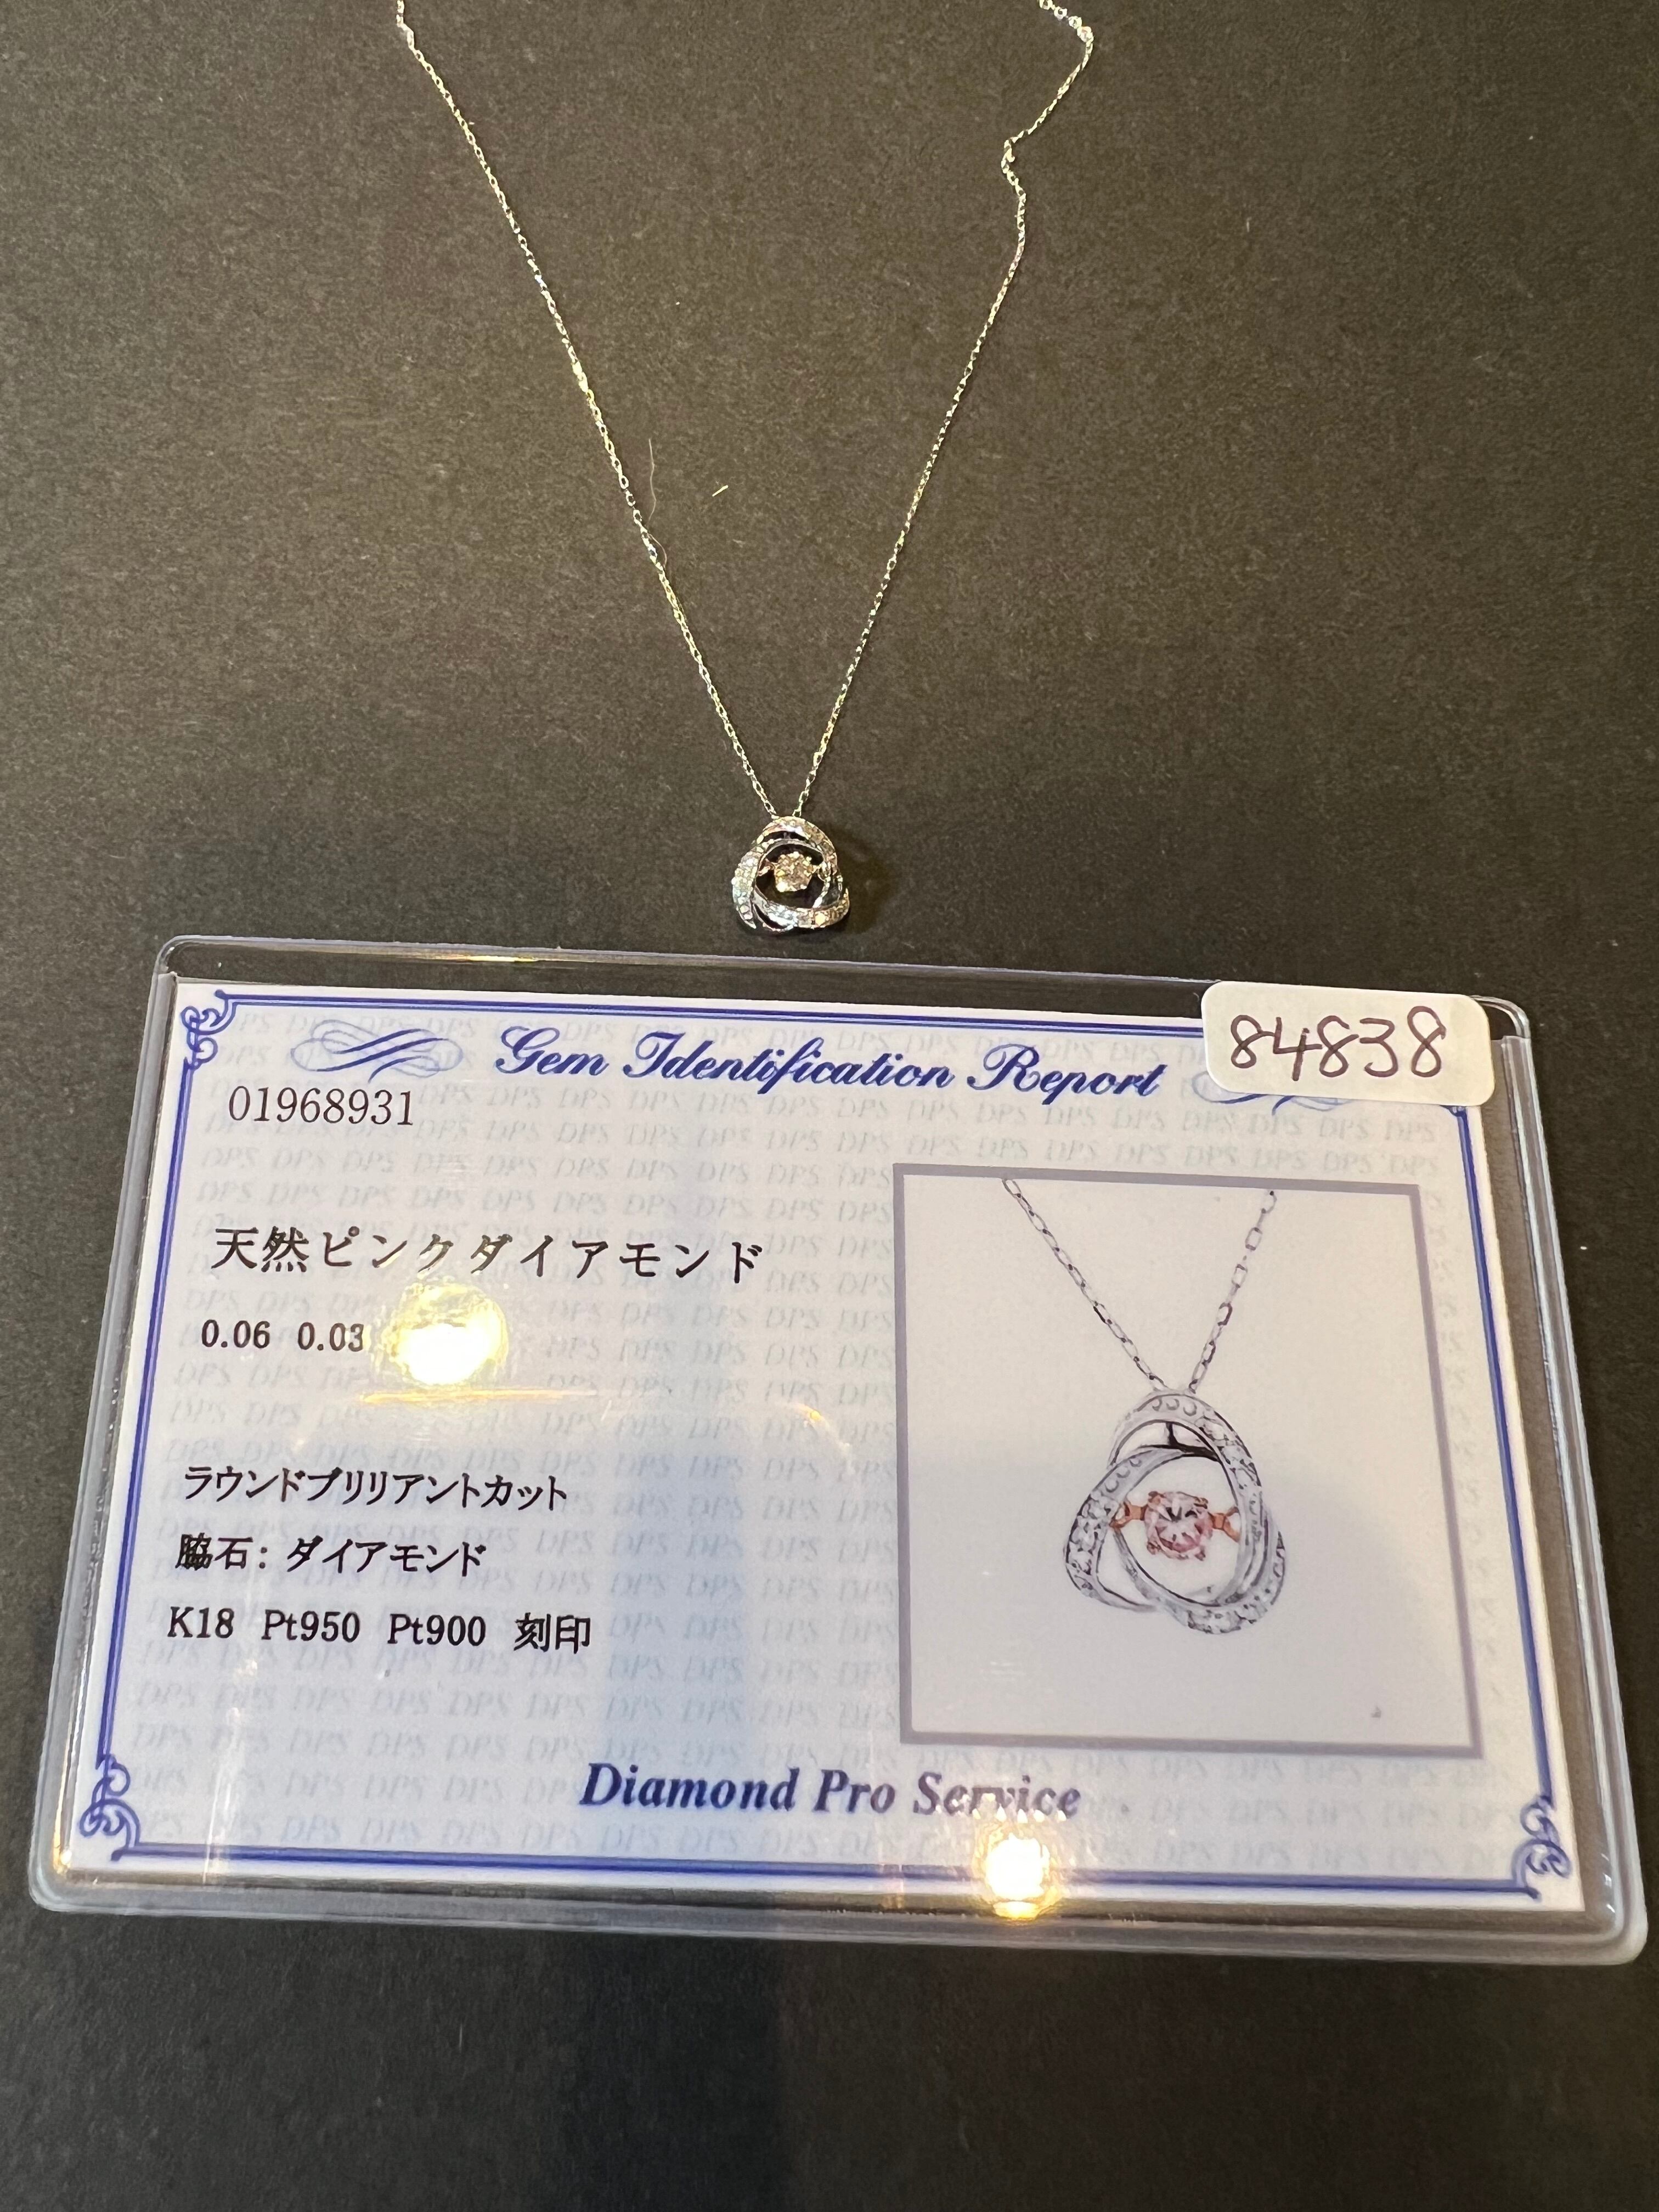 Gem Identification Report
84838
01968931
天然ピンクダイアモンド
0.06 0.03
ラウンドブリリアントカット
脇石: ダイアモンド
K18 Pt950 Pt900 刻印
Diamond Pro Service